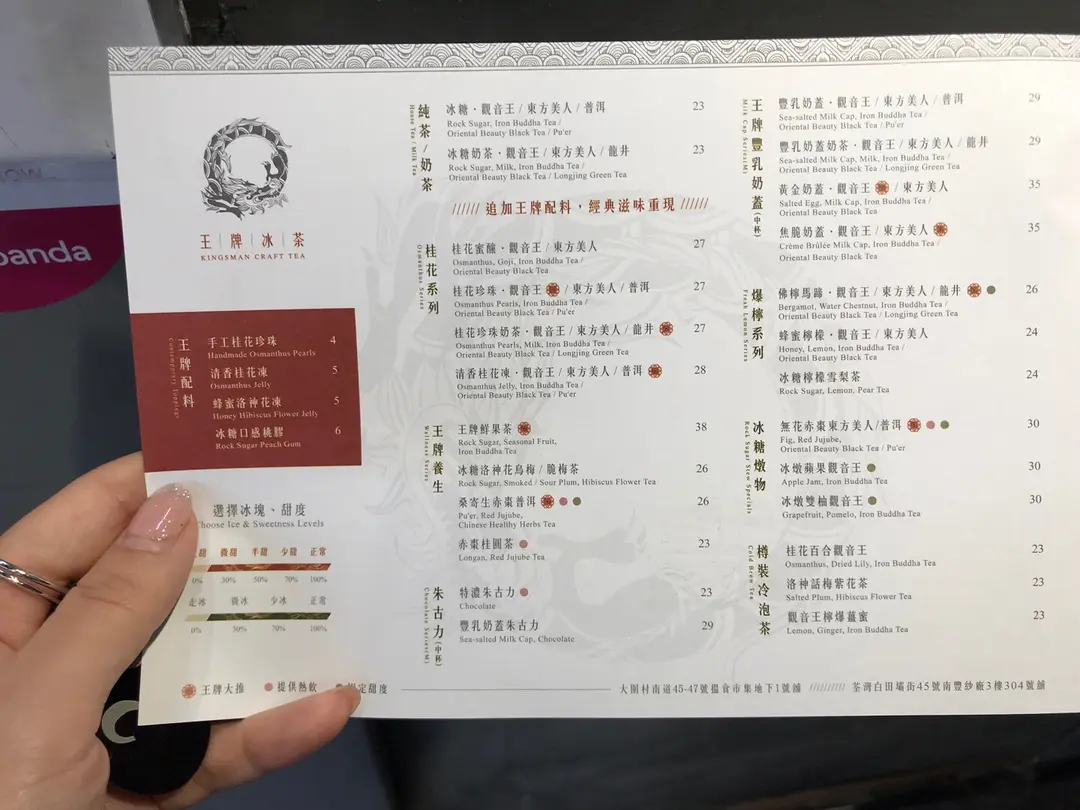 NOW
panda
王牌冰茶
KINGSMAN CRAFT TEA
王牌配料
Contemporary Toppings
手工桂花珍珠 4
Handmade Osmanthus Pearls
清香桂花凍 5
Osmanthus Jelly
蜂蜜洛神花凍 5
Honey Hibiscus Flower Jelly
冰糖口感桃膠 6
Rock Sugar Peach Gum
選擇冰塊、甜度
Choose Ice & Sweetness Levels
微甜 半甜 少甜 正常
0% 30% 50% 70% 100%
走冰 微冰 少冰 正常
0% 30% 70% 100%
王牌大推 提供熱飲 定甜度
純茶/奶茶
House Tea / Milk Tea
冰糖・觀音王/東方美人/普洱 23
Rock Sugar, Iron Buddha Tea /
Oriental Beauty Black Tea / Pu'er
冰糖奶茶・觀音王/東方美人/龍井 23
Rock Sugar, Milk, Iron Buddha Tea /
Oriental Beauty Black Tea / Longjing Green Tea
////// 追加王牌配料，經典滋味重現 //////
桂花系列
Osmanthus Series
桂花蜜釀・觀音王/東方美人 27
Osmanthus, Goji, Iron Buddha Tea /
Oriental Beauty Black Tea
桂花珍珠・觀音王/東方美人/普洱 27
Osmanthus Pearls, Iron Buddha Tea /
Oriental Beauty Black Tea / Pu'er
桂花珍珠奶茶・觀音王/東方美人/龍井 27
Osmanthus Pearls, Milk, Iron Buddha Tea /
Oriental Beauty Black Tea / Longjing Green Tea
清香桂花凍・觀音王/東方美人/普洱 28
Osmanthus Jelly, Iron Buddha Tea /
Oriental Beauty Black Tea / Pu'er
王牌養生
Wellness Series
王牌鮮果茶 38
Rock Sugar, Seasonal Fruit,
Iron Buddha Tea
冰糖洛神花烏梅/脆梅茶 26
Rock Sugar, Smoked / Sour Plum, Hibiscus Flower Tea
桑寄生赤棗普洱 26
Pu'er, Red Jujube,
Chinese Healthy Herbs Tea
赤棗桂圓茶 23
Longan, Red Jujube Tea
朱古力(中杯)
Chocolate Series(M)
特濃朱古力 23
Chocolate
豐乳奶蓋朱古力 29
Sea-salted Milk Cap, Chocolate
王牌豐乳奶蓋(中杯)
Milk Cap Series(M)
豐乳奶蓋・觀音王/東方美人/普洱 29
Sea-salted Milk Cap, Iron Buddha Tea /
Oriental Beauty Black Tea / Pu'er
豐乳奶蓋奶茶・觀音王/東方美人/龍井 29
Sea-salted Milk Cap, Milk, Iron Buddha Tea /
Oriental Beauty Black Tea / Longjing Green Tea
黃金奶蓋・觀音王/東方美人 35
Salted Egg, Milk Cap, Iron Buddha Tea /
Oriental Beauty Black Tea
焦脆奶蓋・觀音王/東方美人 35
Crème Brûlée Milk Cap, Iron Buddha Tea /
Oriental Beauty Black Tea
爆檸系列
Fresh Lemon Series
佛檸馬蹄・觀音王/東方美人/龍井 26
Bergamot, Water Chestnut, Iron Buddha Tea /
Oriental Beauty Black Tea / Longjing Green Tea
蜂蜜檸檬・觀音王/東方美人 24
Honey, Lemon, Iron Buddha Tea /
Oriental Beauty Black Tea
冰糖檸檬雪梨茶 24
Rock Sugar, Lemon, Pear Tea
冰糖燉物
Rock Sugar Stew Specials
無花赤棗東方美人/普洱 30
Fig, Red Jujube,
Oriental Beauty Black Tea / Pu'er
冰燉蘋果觀音王 30
Apple Jam, Iron Buddha Tea
冰燉雙柚觀音王 30
Grapefruit, Pomelo, Iron Buddha Tea
樽裝冷泡茶
Cold Brew Tea
桂花百合觀音王 23
Osmanthus, Dried Lily, Iron Buddha Tea
洛神話梅紫花茶 23
Salted Plum, Hibiscus Flower Tea
觀音王檸爆薑蜜 23
Lemon, Ginger, Iron Buddha Tea
大圍村南道45-47號搵食市集地下1號舖 ////////// 荃灣白田壩街45號南豐紗廠3樓304號舖